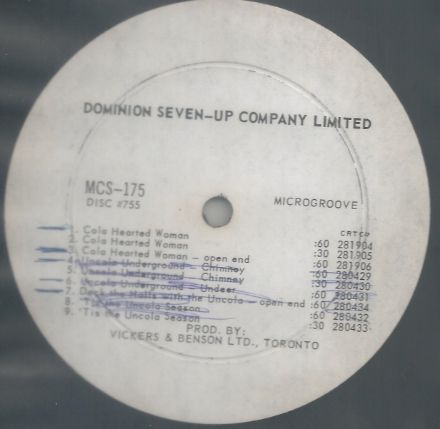 DOMINION SEVEN-UP COMPANY LIMITED
MCS-175
DISC #755
MICROGROOVE
CRTC#
1. Cola Hearted Woman :60 281904
2. Cola Hearted Woman :30 281905
3. Cola Hearted Woman - open end :60 281906
4. Uncola Underground - Chimney :60 280429
5. Uncola Underground - Chimney :30 280430
6. Uncola Underground - Undeer :60 280431
7. Deck the Halls with the Uncola - open end :60 280434
8. 'Tis the Uncola Season :60 280432
9. 'Tis the Uncola Season :30 280433
PROD. BY:
VICKERS & BENSON LTD., TORONTO